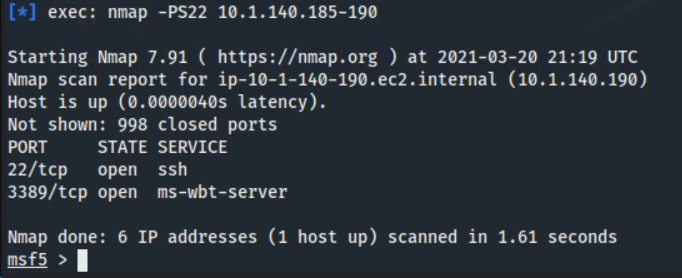 [*] exec: nmap -PS22 10.1.140.185-190
Starting Nmap 7.91 ( https://nmap.org ) at 2021-03-20 21:19 UTC
Nmap scan report for ip-10-1-140-190.ec2.internal (10.1.140.190)
Host is up (0.0000040s latency).
Not shown: 998 closed ports
PORT     STATE SERVICE
22/tcp   open  ssh
3389/tcp open  ms-wbt-server
Nmap done: 6 IP addresses (1 host up) scanned in 1.61 seconds
msf5 >